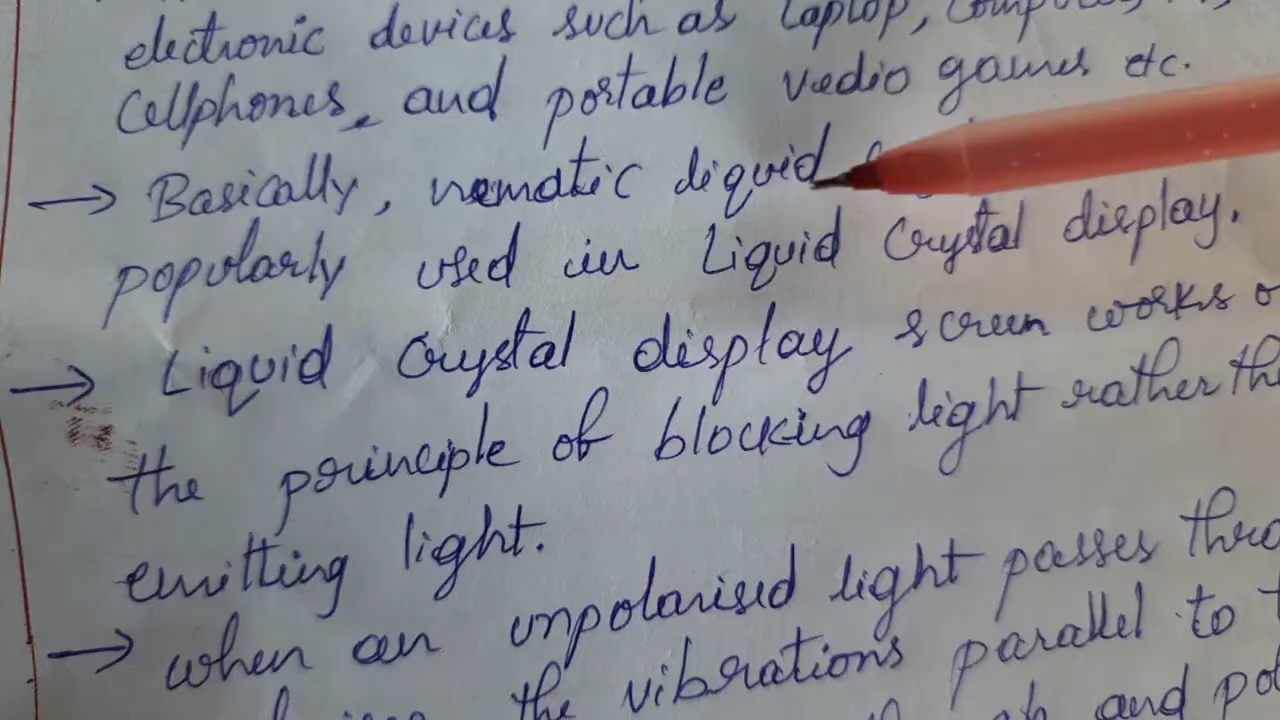 electronic devices such as laptop,
Cellphones, and portable vedio games etc.
→ Basically, nematic liquid
popularly used in Liquid Crystal display.
→ Liquid Crystal display screen works
the principle of blocking light rather
emitting light.
→ when an unpolarised light passes
the vibrations parallel to
and